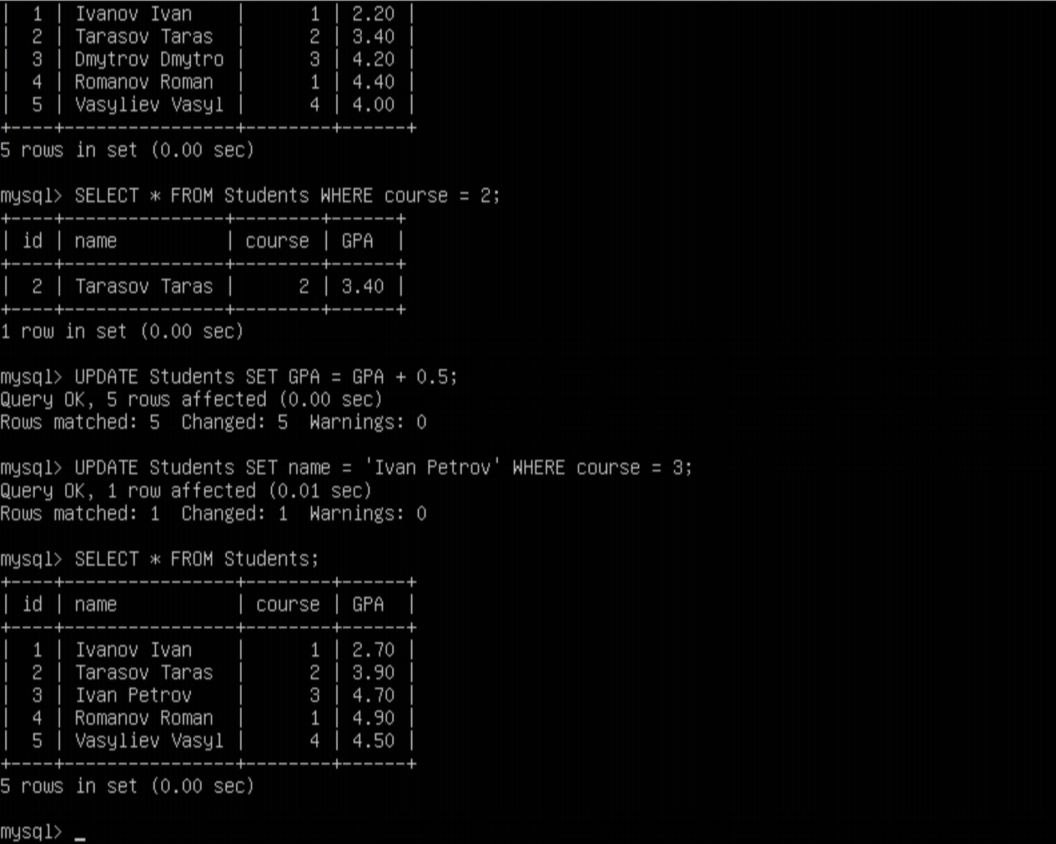 |  1 | Ivanov Ivan    |      1 | 2.20 |
|  2 | Tarasov Taras  |      2 | 3.40 |
|  3 | Dmytrov Dmytro |      3 | 4.20 |
|  4 | Romanov Roman  |      1 | 4.40 |
|  5 | Vasyliev Vasyl |      4 | 4.00 |
+----+----------------+--------+------+
5 rows in set (0.00 sec)
mysql> SELECT * FROM Students WHERE course = 2;
+----+---------------+--------+------+
| id | name          | course | GPA  |
+----+---------------+--------+------+
|  2 | Tarasov Taras |      2 | 3.40 |
+----+---------------+--------+------+
1 row in set (0.00 sec)
mysql> UPDATE Students SET GPA = GPA + 0.5;
Query OK, 5 rows affected (0.00 sec)
Rows matched: 5  Changed: 5  Warnings: 0
mysql> UPDATE Students SET name = 'Ivan Petrov' WHERE course = 3;
Query OK, 1 row affected (0.01 sec)
Rows matched: 1  Changed: 1  Warnings: 0
mysql> SELECT * FROM Students;
+----+----------------+--------+------+
| id | name           | course | GPA  |
+----+----------------+--------+------+
|  1 | Ivanov Ivan    |      1 | 2.70 |
|  2 | Tarasov Taras  |      2 | 3.90 |
|  3 | Ivan Petrov    |      3 | 4.70 |
|  4 | Romanov Roman  |      1 | 4.90 |
|  5 | Vasyliev Vasyl |      4 | 4.50 |
+----+----------------+--------+------+
5 rows in set (0.00 sec)
mysql> _